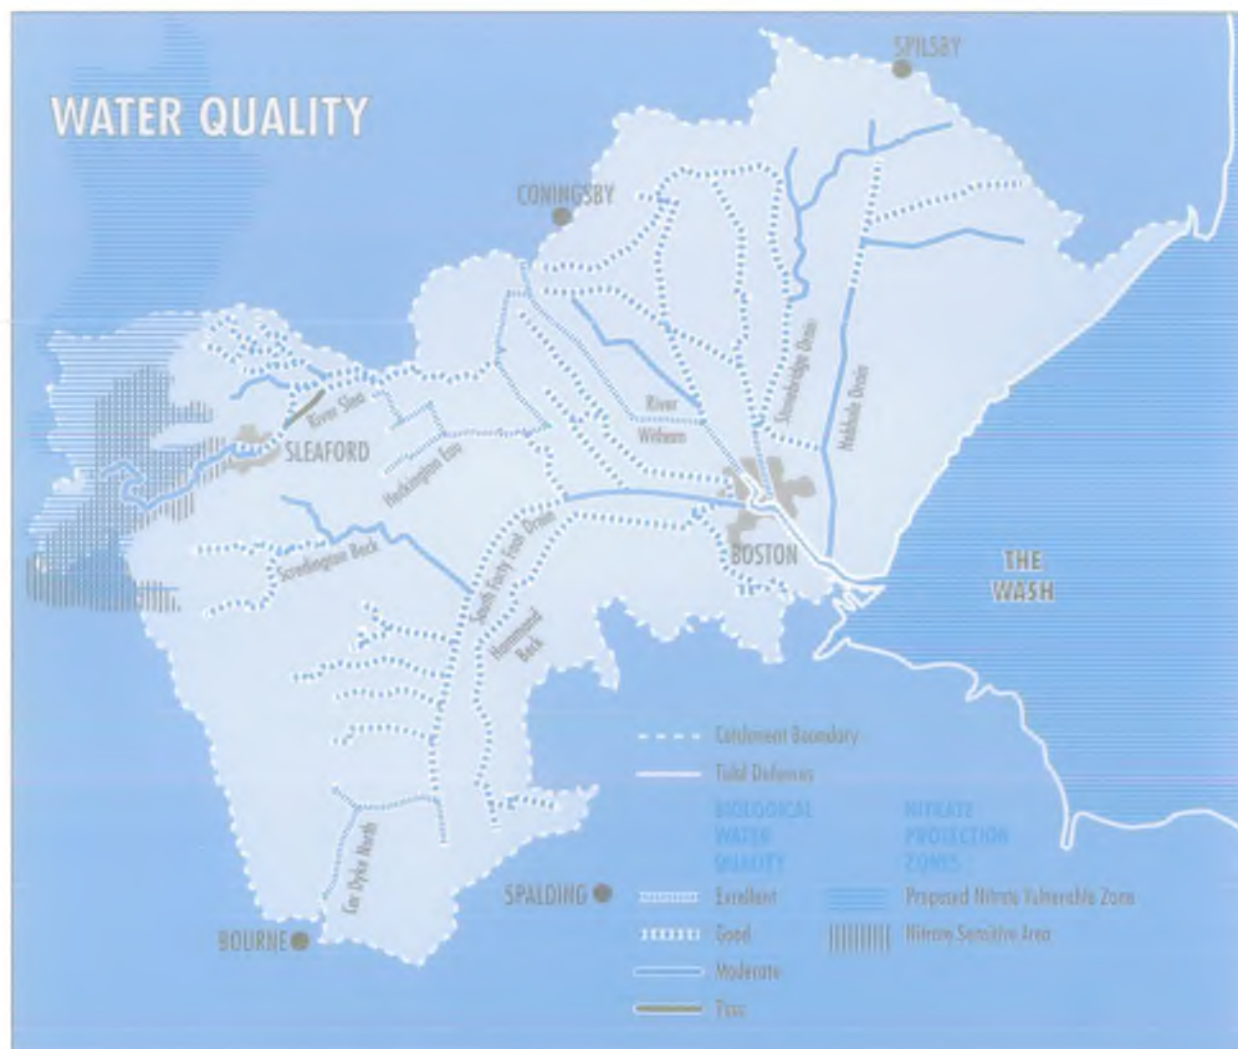 SPILSBY
WATER QUALITY
CONINGSBY
Stonebridge Drain
Hobhole Drain
River
Witham
River Slea
SLEAFORD
Heckington Eau
BOSTON
South Forty Foot Drain
Scredington Beck
THE
WASH
Hammond
Beck
Catchment Boundary
Tidal Defences
BIOLOGICAL
WATER
QUALITY
NITRATE
PROTECTION
ZONES
Car Dyke North
SPALDING
Excellent
Proposed Nitrate Vulnerable Zone
BOURNE
Good
Nitrate Sensitive Area
Moderate
Poor